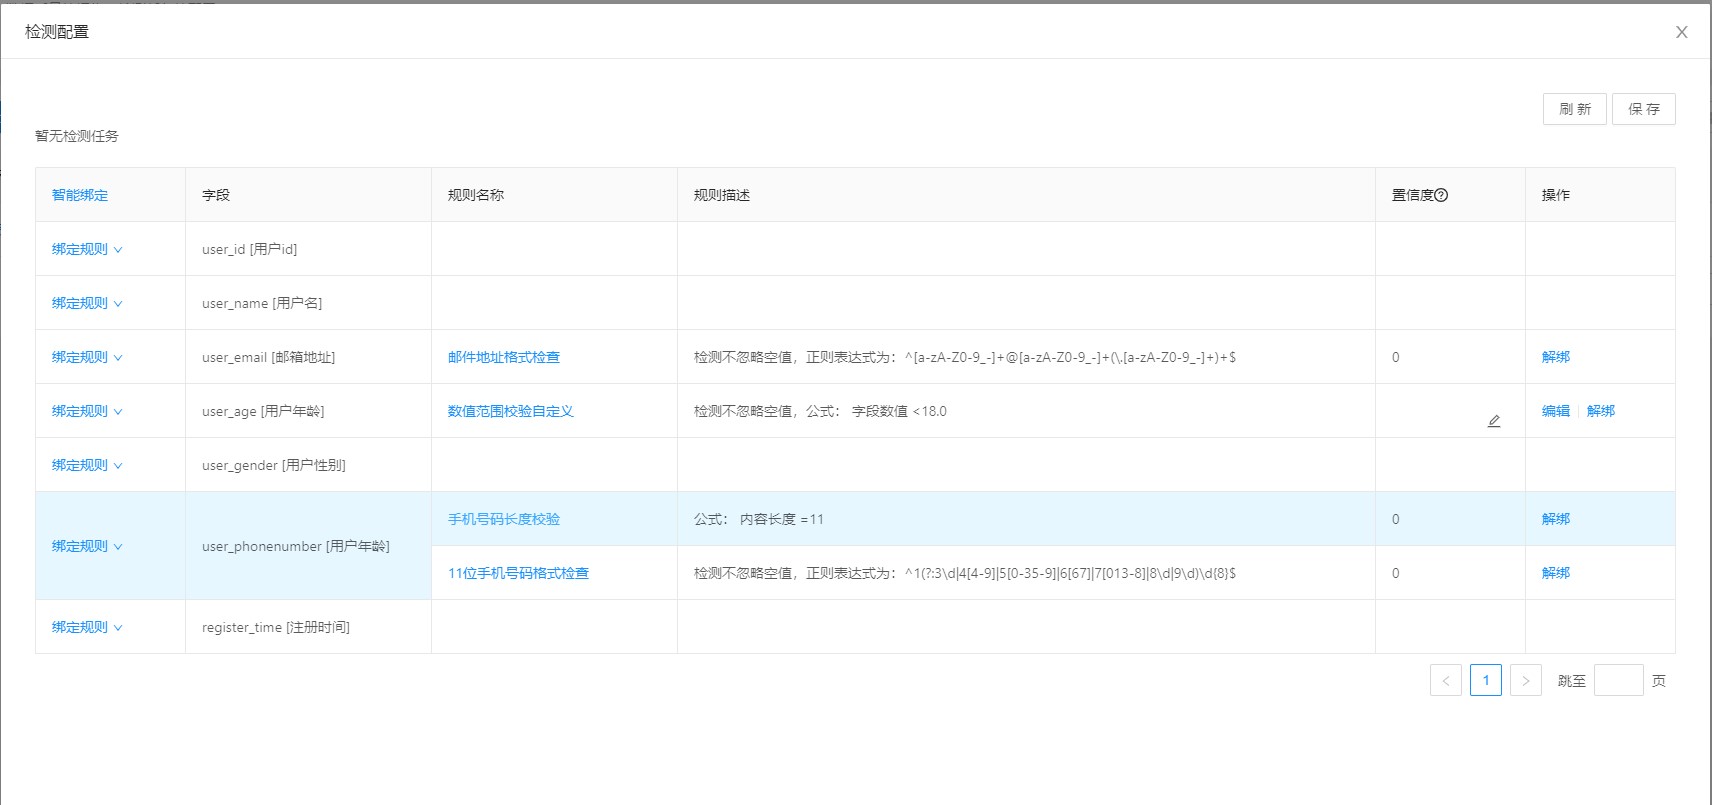 检测配置
刷 新 保 存
暂无检测任务
智能绑定 字段 规则名称 规则描述 置信度 操作
绑定规则 user_id [用户id]
绑定规则 user_name [用户名]
绑定规则 user_email [邮箱地址] 邮件地址格式检查 检测不忽略空值，正则表达式为：^[a-zA-Z0-9_-]+@[a-zA-Z0-9_-]+(\.[a-zA-Z0-9_-]+)+$ 0 解绑
绑定规则 user_age [用户年龄] 数值范围校验自定义 检测不忽略空值，公式： 字段数值 <18.0 编辑 解绑
绑定规则 user_gender [用户性别]
手机号码长度校验 公式： 内容长度 =11 0 解绑
绑定规则 user_phonenumber [用户年龄]
11位手机号码格式检查 检测不忽略空值，正则表达式为：^1(?:3\d|4[4-9]|5[0-35-9]|6[67]|7[013-8]|8\d|9\d)\d{8}$ 0 解绑
绑定规则 register_time [注册时间]
< 1 > 跳至 页